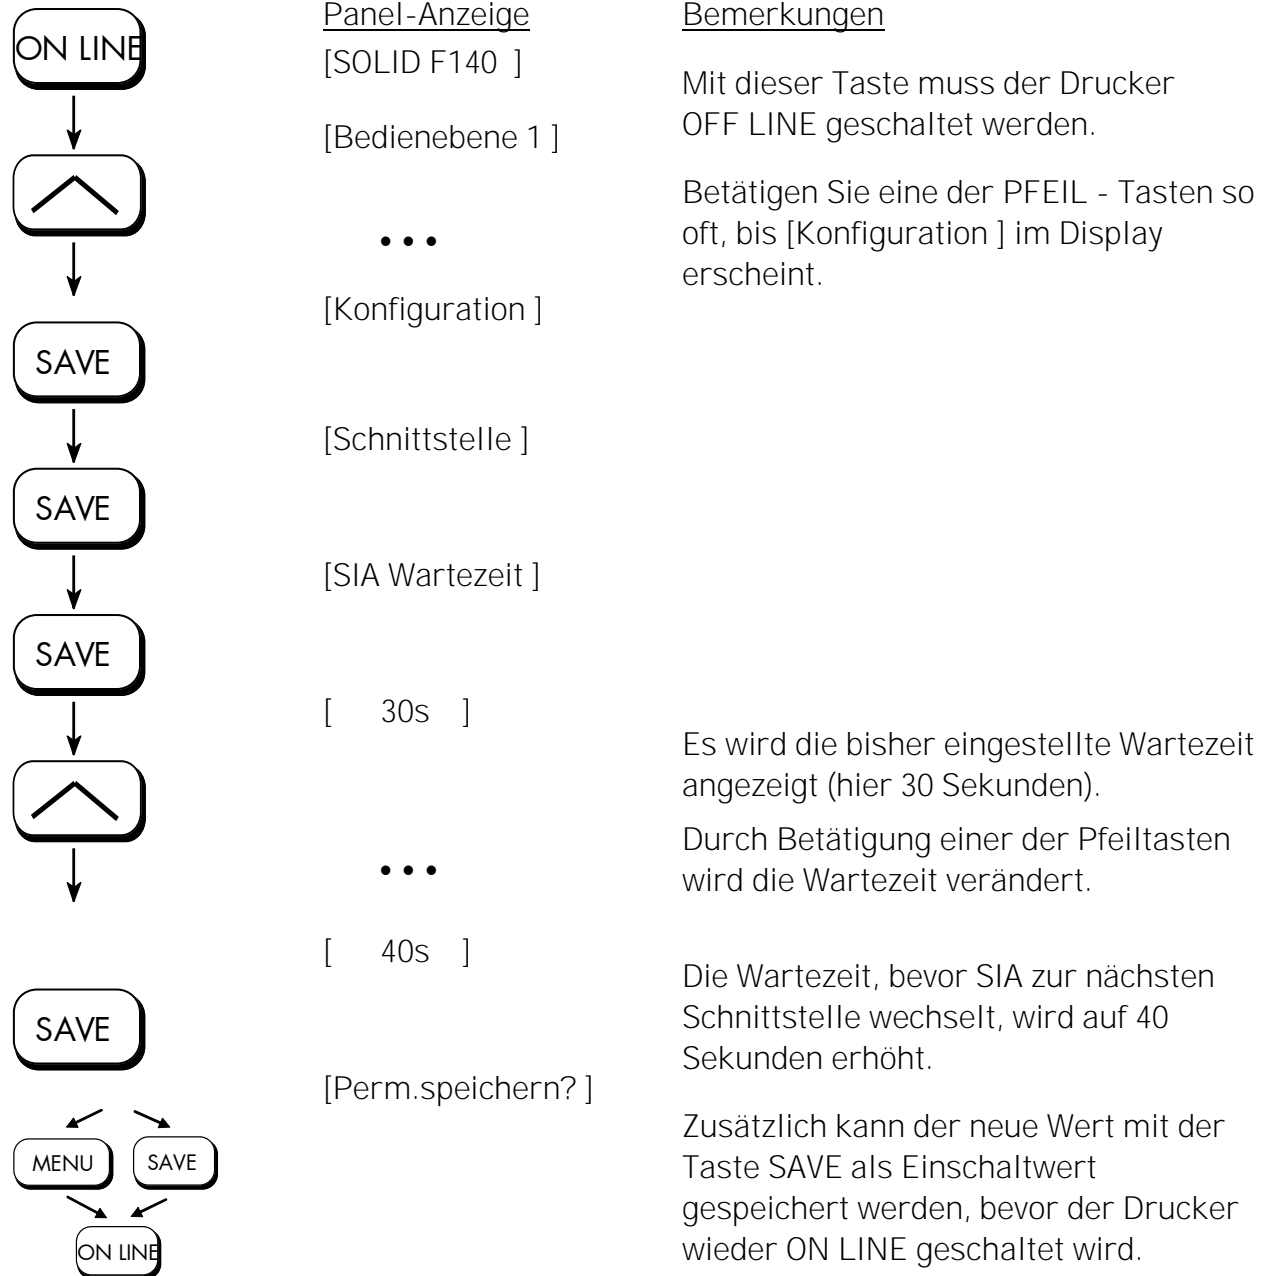 Panel-Anzeige
Bemerkungen
ON LINE
[SOLID F140 ]
Mit dieser Taste muss der Drucker
OFF LINE geschaltet werden.
[Bedienebene 1 ]
Betätigen Sie eine der PFEIL - Tasten so
oft, bis [Konfiguration ] im Display
erscheint.
• • •
[Konfiguration ]
SAVE
[Schnittstelle ]
SAVE
[SIA Wartezeit ]
SAVE
[ 30s ]
Es wird die bisher eingestellte Wartezeit
angezeigt (hier 30 Sekunden).
Durch Betätigung einer der Pfeiltasten
wird die Wartezeit verändert.
• • •
[ 40s ]
Die Wartezeit, bevor SIA zur nächsten
Schnittstelle wechselt, wird auf 40
Sekunden erhöht.
SAVE
[Perm.speichern? ]
Zusätzlich kann der neue Wert mit der
Taste SAVE als Einschaltwert
gespeichert werden, bevor der Drucker
wieder ON LINE geschaltet wird.
MENU
SAVE
ON LINE